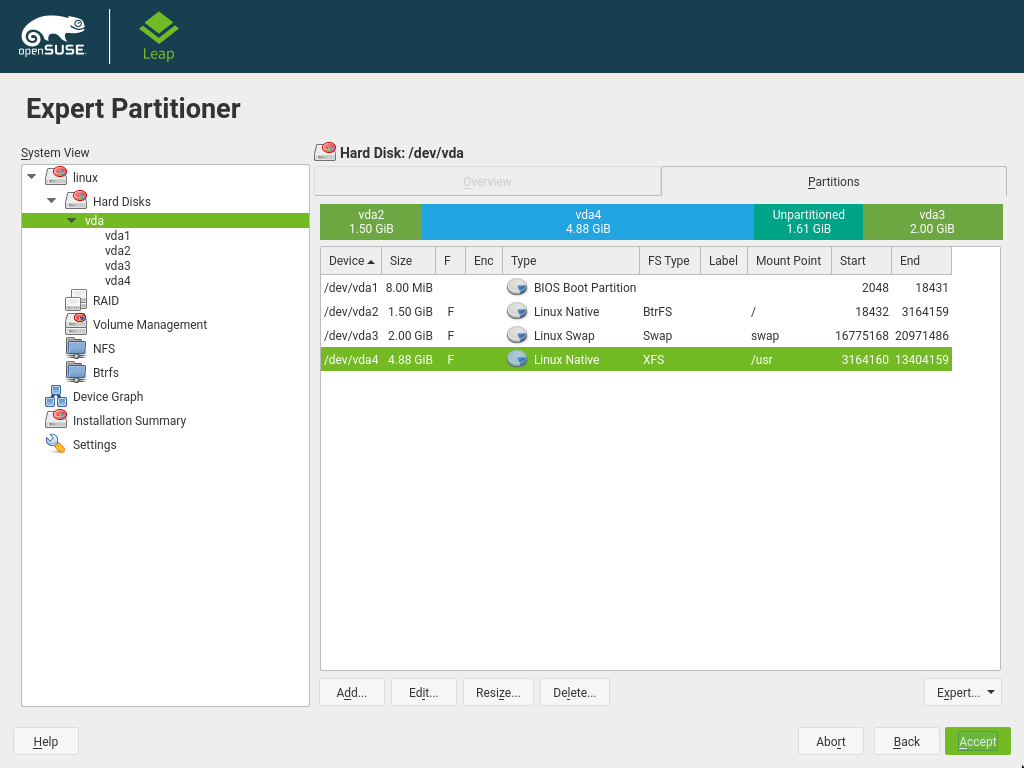 openSUSE
Leap
Expert Partitioner
System View
linux
Hard Disks
vda
vda1
vda2
vda3
vda4
RAID
Volume Management
NFS
Btrfs
Device Graph
Installation Summary
Settings
Hard Disk: /dev/vda
Overview Partitions
vda2 vda4 Unpartitioned vda3
1.50 GiB 4.88 GiB 1.61 GiB 2.00 GiB
Device Size F Enc Type FS Type Label Mount Point Start End
/dev/vda1 8.00 MiB BIOS Boot Partition 2048 18431
/dev/vda2 1.50 GiB F Linux Native BtrFS / 18432 3164159
/dev/vda3 2.00 GiB F Linux Swap Swap swap 16775168 20971486
/dev/vda4 4.88 GiB F Linux Native XFS /usr 3164160 13404159
Add... Edit... Resize... Delete... Expert...
Help Abort Back Accept